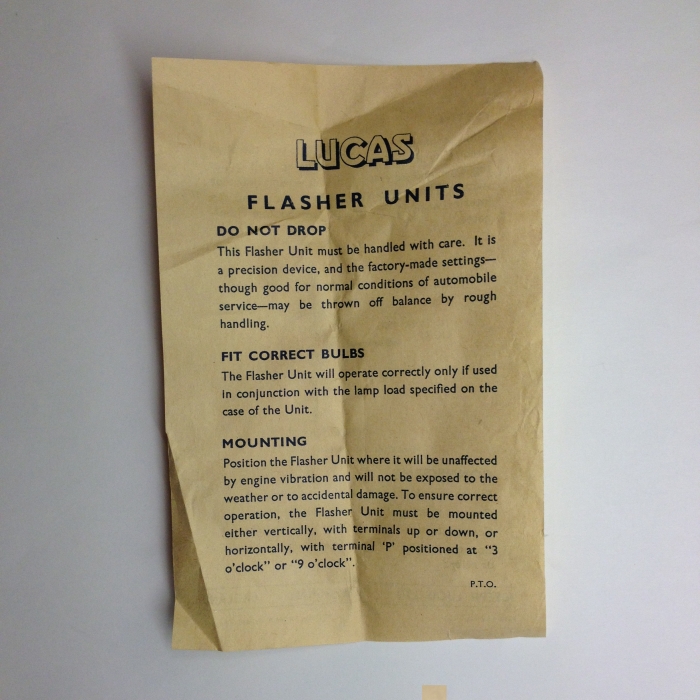 LUCAS
FLASHER UNITS
DO NOT DROP
This Flasher Unit must be handled with care. It is
a precision device, and the factory-made settings—
though good for normal conditions of automobile
service—may be thrown off balance by rough
handling.
FIT CORRECT BULBS
The Flasher Unit will operate correctly only if used
in conjunction with the lamp load specified on the
case of the Unit.
MOUNTING
Position the Flasher Unit where it will be unaffected
by engine vibration and will not be exposed to the
weather or to accidental damage. To ensure correct
operation, the Flasher Unit must be mounted
either vertically, with terminals up or down, or
horizontally, with terminal ‘P’ positioned at “3
o’clock” or “9 o’clock”.
P.T.O.